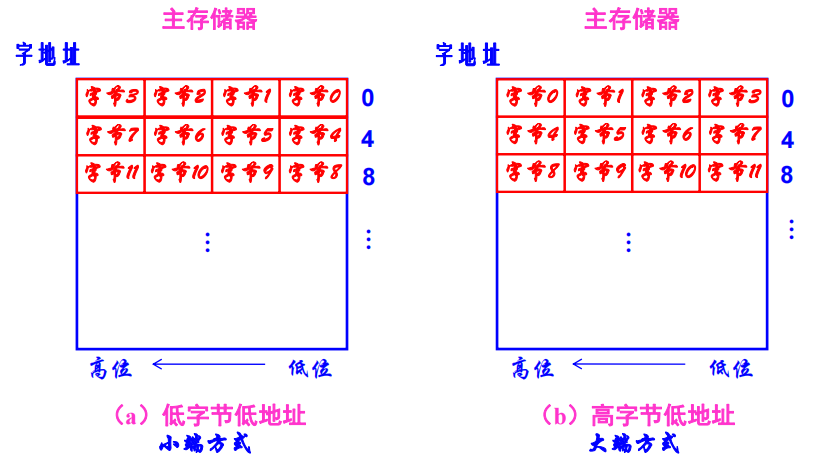 主存储器
字地址
字节3 字节2 字节1 字节0 0
字节7 字节6 字节5 字节4 4
字节11 字节10 字节9 字节8 8
⋮ ⋮
高位 低位
（a）低字节低地址
小端方式
主存储器
字地址
字节0 字节1 字节2 字节3 0
字节4 字节5 字节6 字节7 4
字节8 字节9 字节10 字节11 8
⋮ ⋮
高位 低位
（b）高字节低地址
大端方式